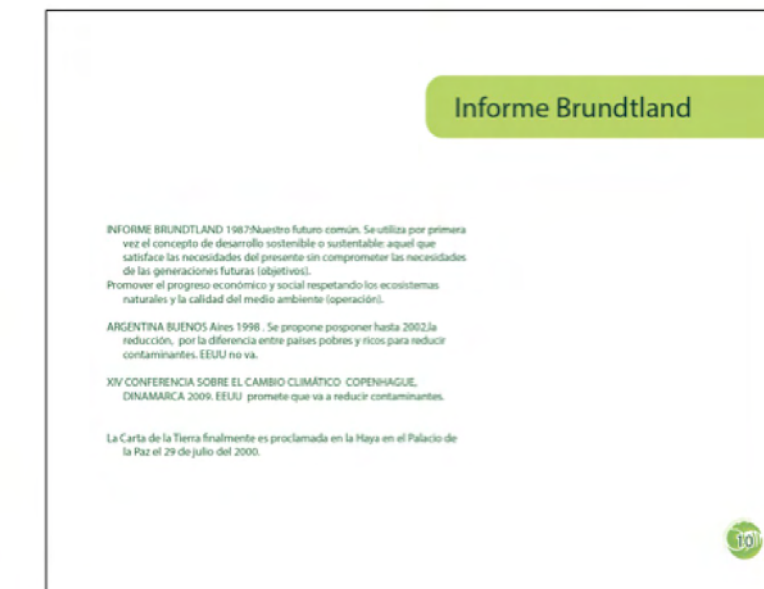 Informe Brundtland
INFORME BRUNDTLAND 1987:Nuestro futuro común. Se utiliza por primera
vez el concepto de desarrollo sostenible o sustentable: aquel que
satisface las necesidades del presente sin comprometer las necesidades
de las generaciones futuras (objetivos).
Promover el progreso económico y social respetando los ecosistemas
naturales y la calidad del medio ambiente (operación).
ARGENTINA BUENOS Aires 1998 . Se propone posponer hasta 2002,la
reducción, por la diferencia entre países pobres y ricos para reducir
contaminantes. EEUU no va.
XIV CONFERENCIA SOBRE EL CAMBIO CLIMÁTICO COPENHAGUE,
DINAMARCA 2009. EEUU promete que va a reducir contaminantes.
La Carta de la Tierra finalmente es proclamada en la Haya en el Palacio de
la Paz el 29 de julio del 2000.
10